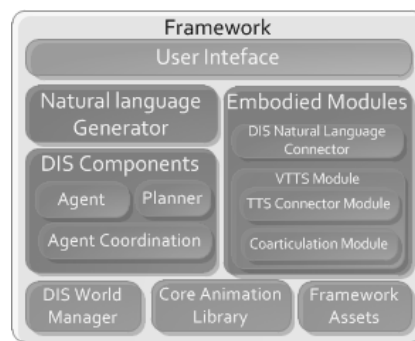 Framework
User Inteface
Natural language
Generator
DIS Components
Agent
Planner
Agent Coordination
Embodied Modules
DIS Natural Language
Connector
VTTS Module
TTS Connector Module
Coarticulation Module
DIS World
Manager
Core Animation
Library
Framework
Assets